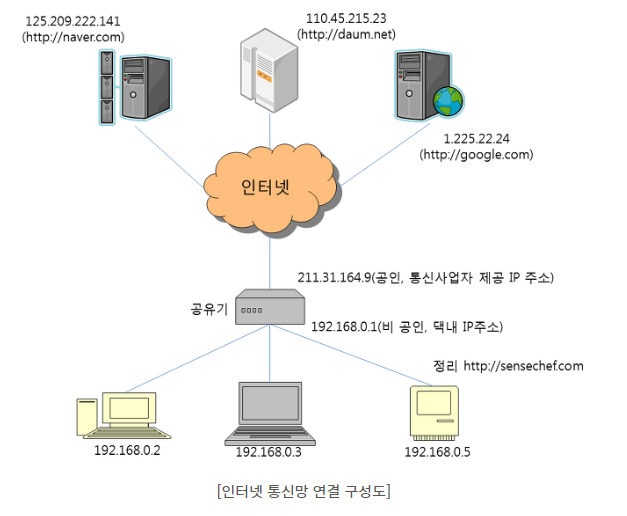 125.209.222.141
(http://naver.com)
110.45.215.23
(http://daum.net)
1.225.22.24
(http://google.com)
인터넷
211.31.164.9(공인, 통신사업자 제공 IP 주소)
공유기
192.168.0.1(비 공인, 댁내 IP주소)
정리 http://sensechef.com
192.168.0.2
192.168.0.3
192.168.0.5
[인터넷 통신망 연결 구성도]